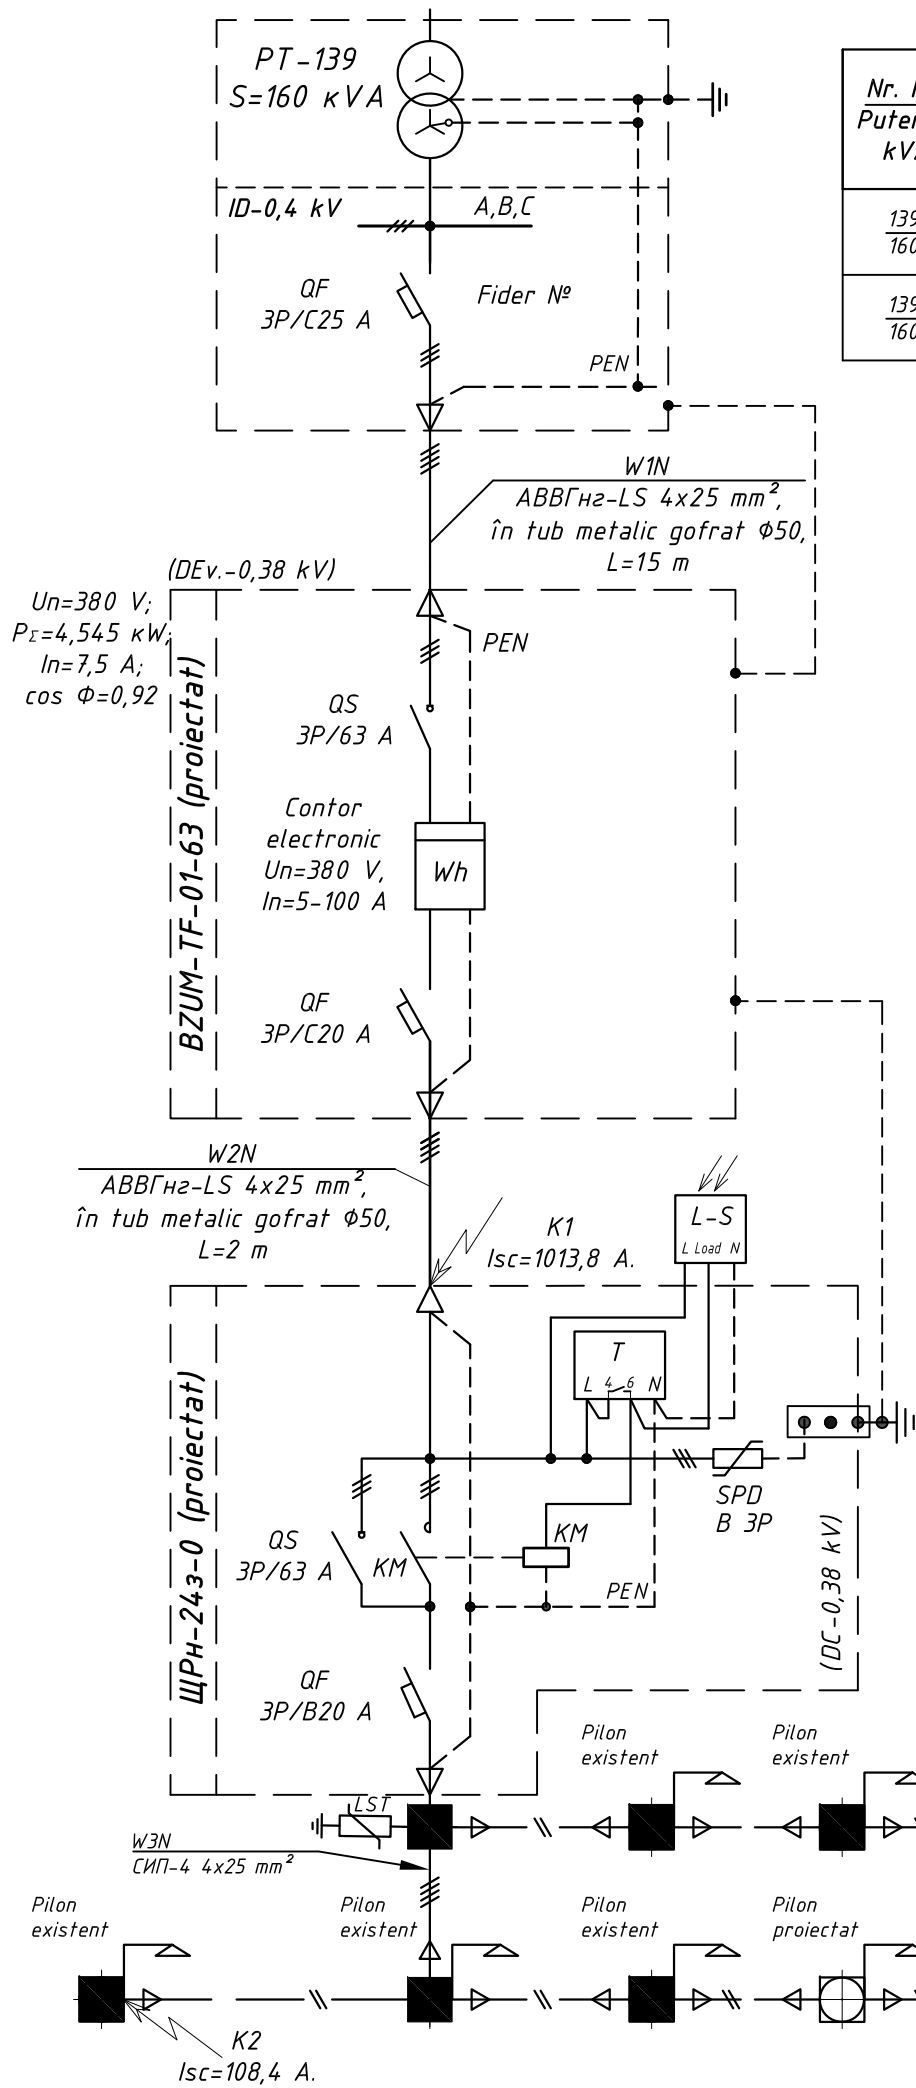 PT-139
S=160 кVA
ID-0,4 kV
A,B,C
QF
3P/C25 A
Fider №
PEN
W1N
АВВГнг-LS 4x25 mm²,
în tub metalic gofrat Φ50,
L=15 m
(DEv.-0,38 kV)
Un=380 V;
PΣ=4,545 кW;
In=7,5 A;
cos Φ=0,92
BZUM-TF-01-63 (proiectat)
PEN
QS
3P/63 A
Contor
electronic
Un=380 V,
In=5-100 A
Wh
QF
3P/C20 A
W2N
АВВГнг-LS 4x25 mm²,
în tub metalic gofrat Φ50,
L=2 m
K1
Isc=1013,8 A.
L-S
L Load N
T
L 4 6 N
SPD
B 3P
ЩРн-24з-0 (proiectat)
QS
3P/63 A
KM
KM
PEN
(DC-0,38 kV)
QF
3P/B20 A
LST
W3N
СИП-4 4x25 mm²
Pilon
existent
Pilon
existent
Pilon
existent
Pilon
existent
Pilon
existent
Pilon
proiectat
K2
Isc=108,4 A.
Nr.
139
160
139
160